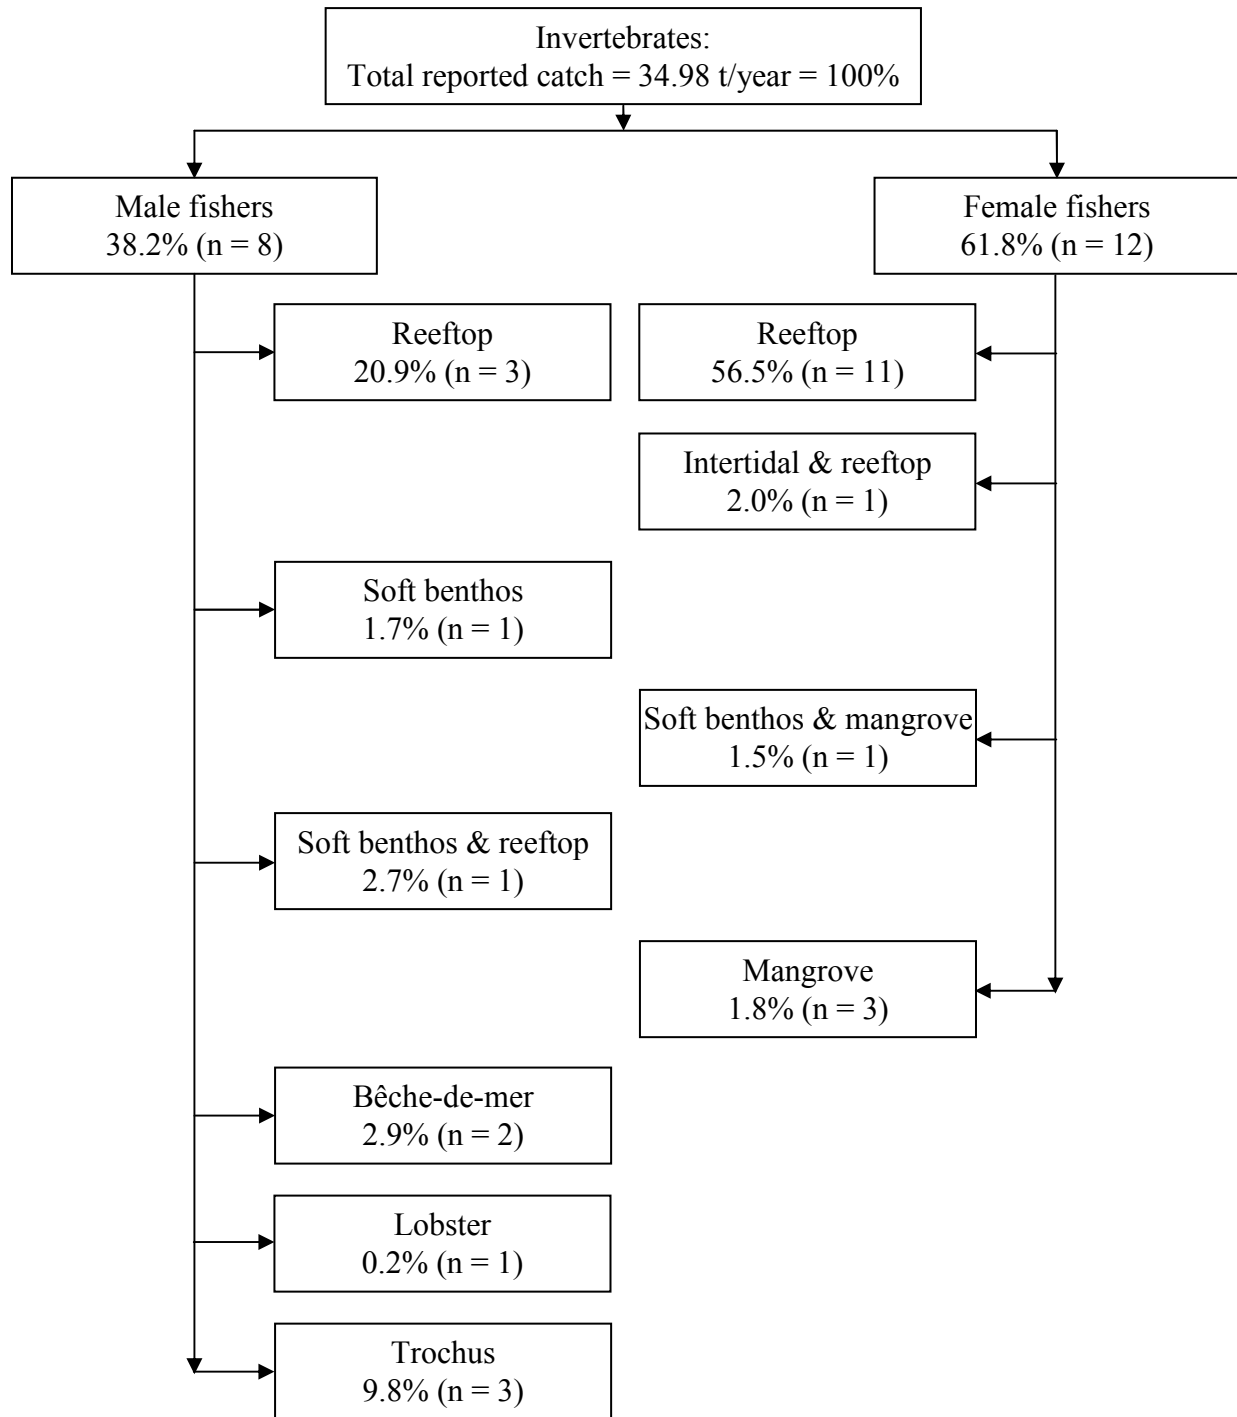 Invertebrates:
Total reported catch = 34.98 t/year = 100%
Male fishers
38.2% (n = 8)
Female fishers
61.8% (n = 12)
Reeftop
20.9% (n = 3)
Reeftop
56.5% (n = 11)
Intertidal & reeftop
2.0% (n = 1)
Soft benthos
1.7% (n = 1)
Soft benthos & mangrove
1.5% (n = 1)
Soft benthos & reeftop
2.7% (n = 1)
Mangrove
1.8% (n = 3)
Bêche-de-mer
2.9% (n = 2)
Lobster
0.2% (n = 1)
Trochus
9.8% (n = 3)